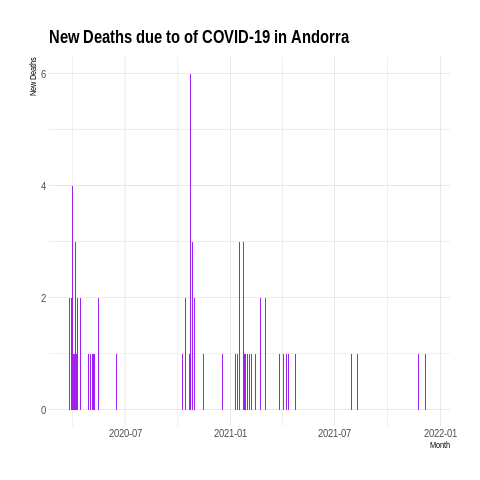 New Deaths due to of COVID-19 in Andorra
New Deaths
6
4
2
0
2020-07 2021-01 2021-07 2022-01
Month